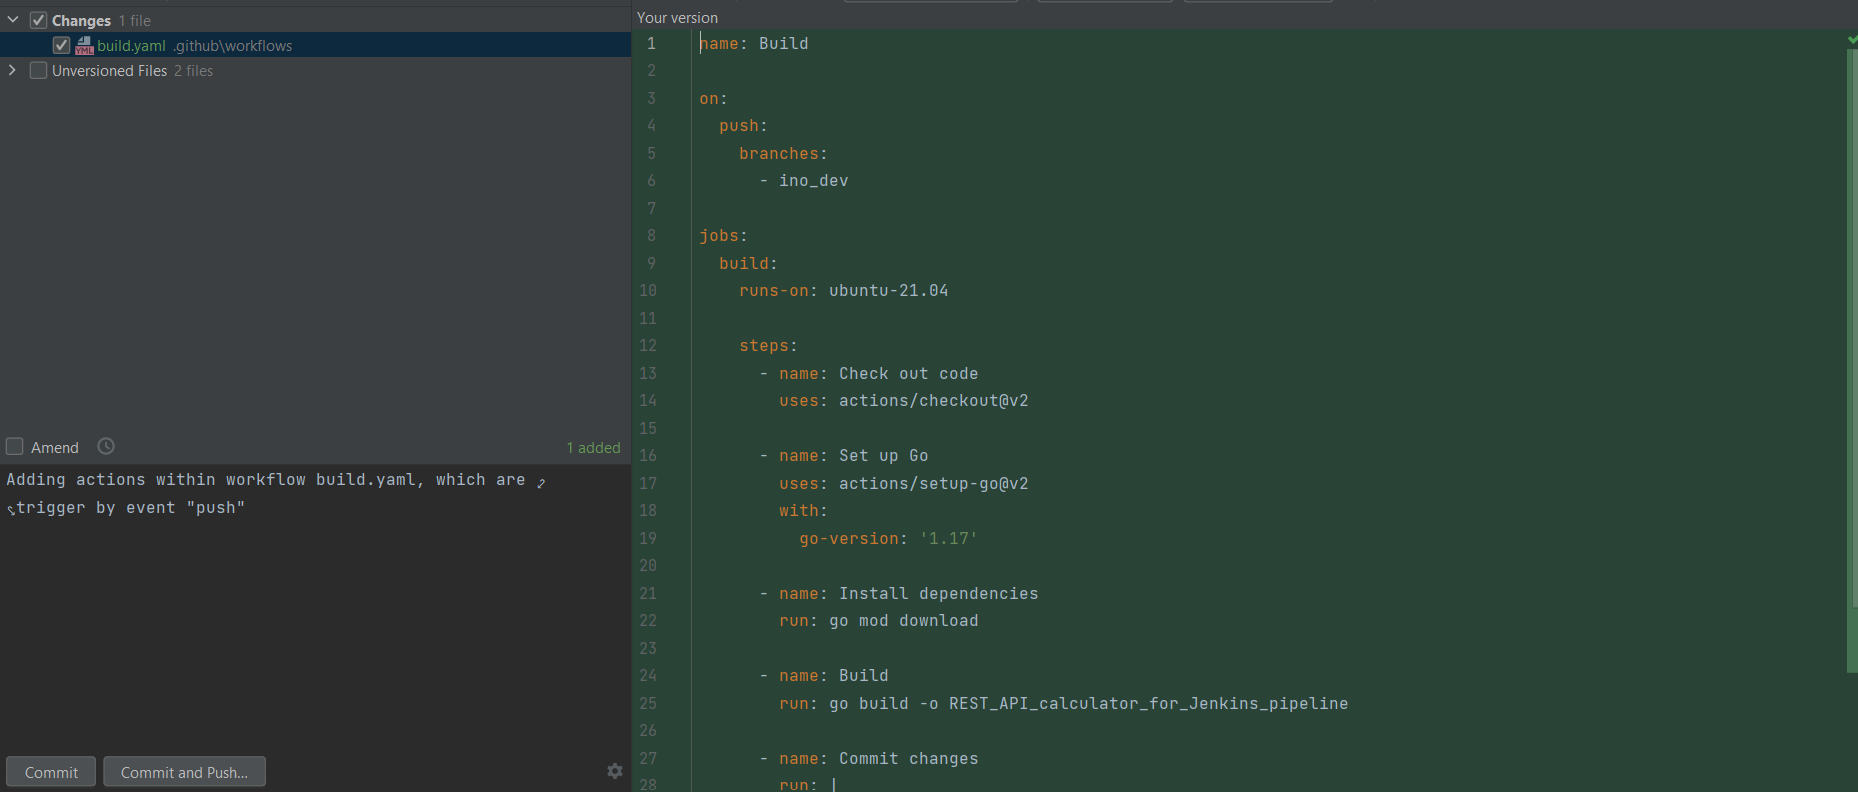 Changes 1 file
build.yaml .github\workflows
Unversioned Files 2 files
Amend
1 added
Adding actions within workflow build.yaml, which are
trigger by event "push"
Commit
Commit and Push...
Your version
1 name: Build
2
3 on:
4 push:
5 branches:
6 - ino_dev
7
8 jobs:
9 build:
10 runs-on: ubuntu-21.04
11
12 steps:
13 - name: Check out code
14 uses: actions/checkout@v2
15
16 - name: Set up Go
17 uses: actions/setup-go@v2
18 with:
19 go-version: '1.17'
20
21 - name: Install dependencies
22 run: go mod download
23
24 - name: Build
25 run: go build -o REST_API_calculator_for_Jenkins_pipeline
26
27 - name: Commit changes
28 run: |